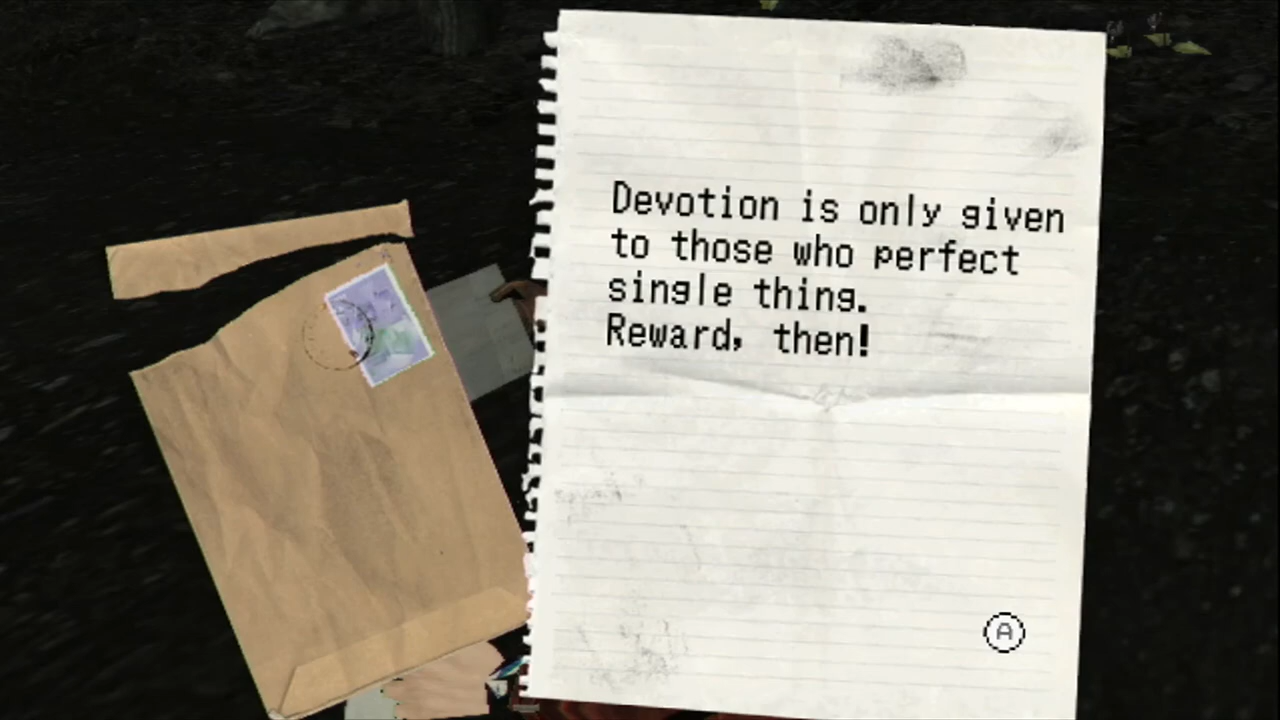 Devotion is only given
to those who perfect
single thing.
Reward, then!
A